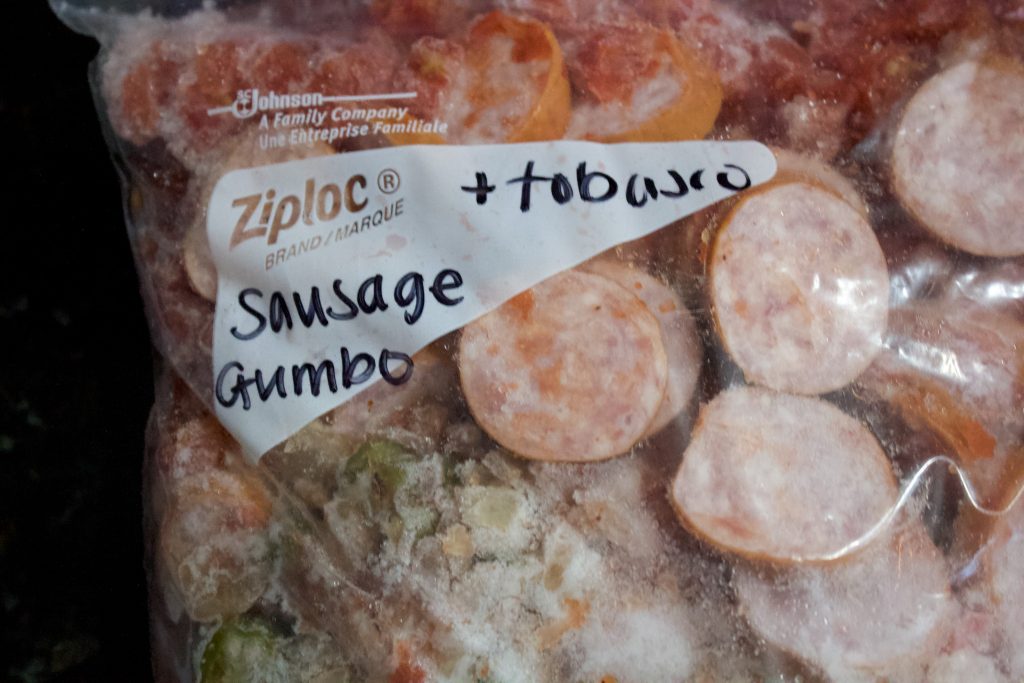 SC Johnson
A Family Company
Une Entreprise Familiale
Ziploc ®
BRAND / MARQUE
+ tobasco
Sausage
Gumbo